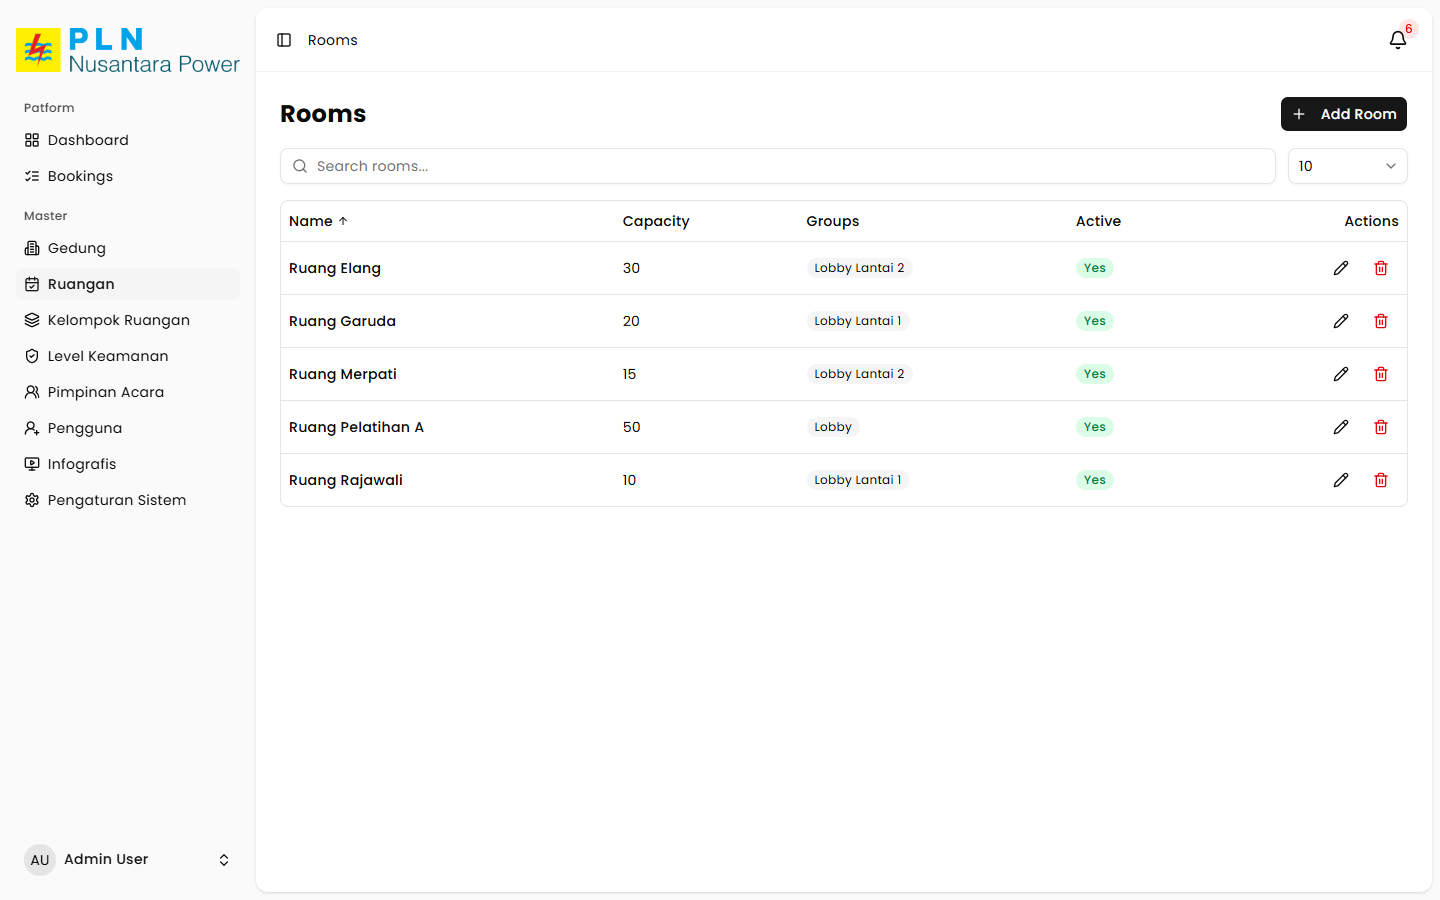 PLN
Nusantara Power
Patform
Dashboard
Bookings
Master
Gedung
Ruangan
Kelompok Ruangan
Level Keamanan
Pimpinan Acara
Pengguna
Infografis
Pengaturan Sistem
AU Admin User
Rooms
6
Rooms
Add Room
Search rooms...
10
Name Capacity Groups Active Actions
Ruang Elang 30 Lobby Lantai 2 Yes
Ruang Garuda 20 Lobby Lantai 1 Yes
Ruang Merpati 15 Lobby Lantai 2 Yes
Ruang Pelatihan A 50 Lobby Yes
Ruang Rajawali 10 Lobby Lantai 1 Yes